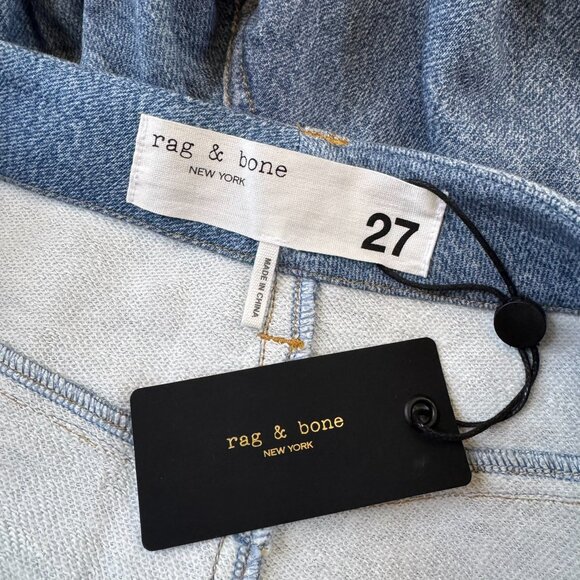 rag & bone
NEW YORK
27
MADE IN CHINA
rag & bone
NEW YORK